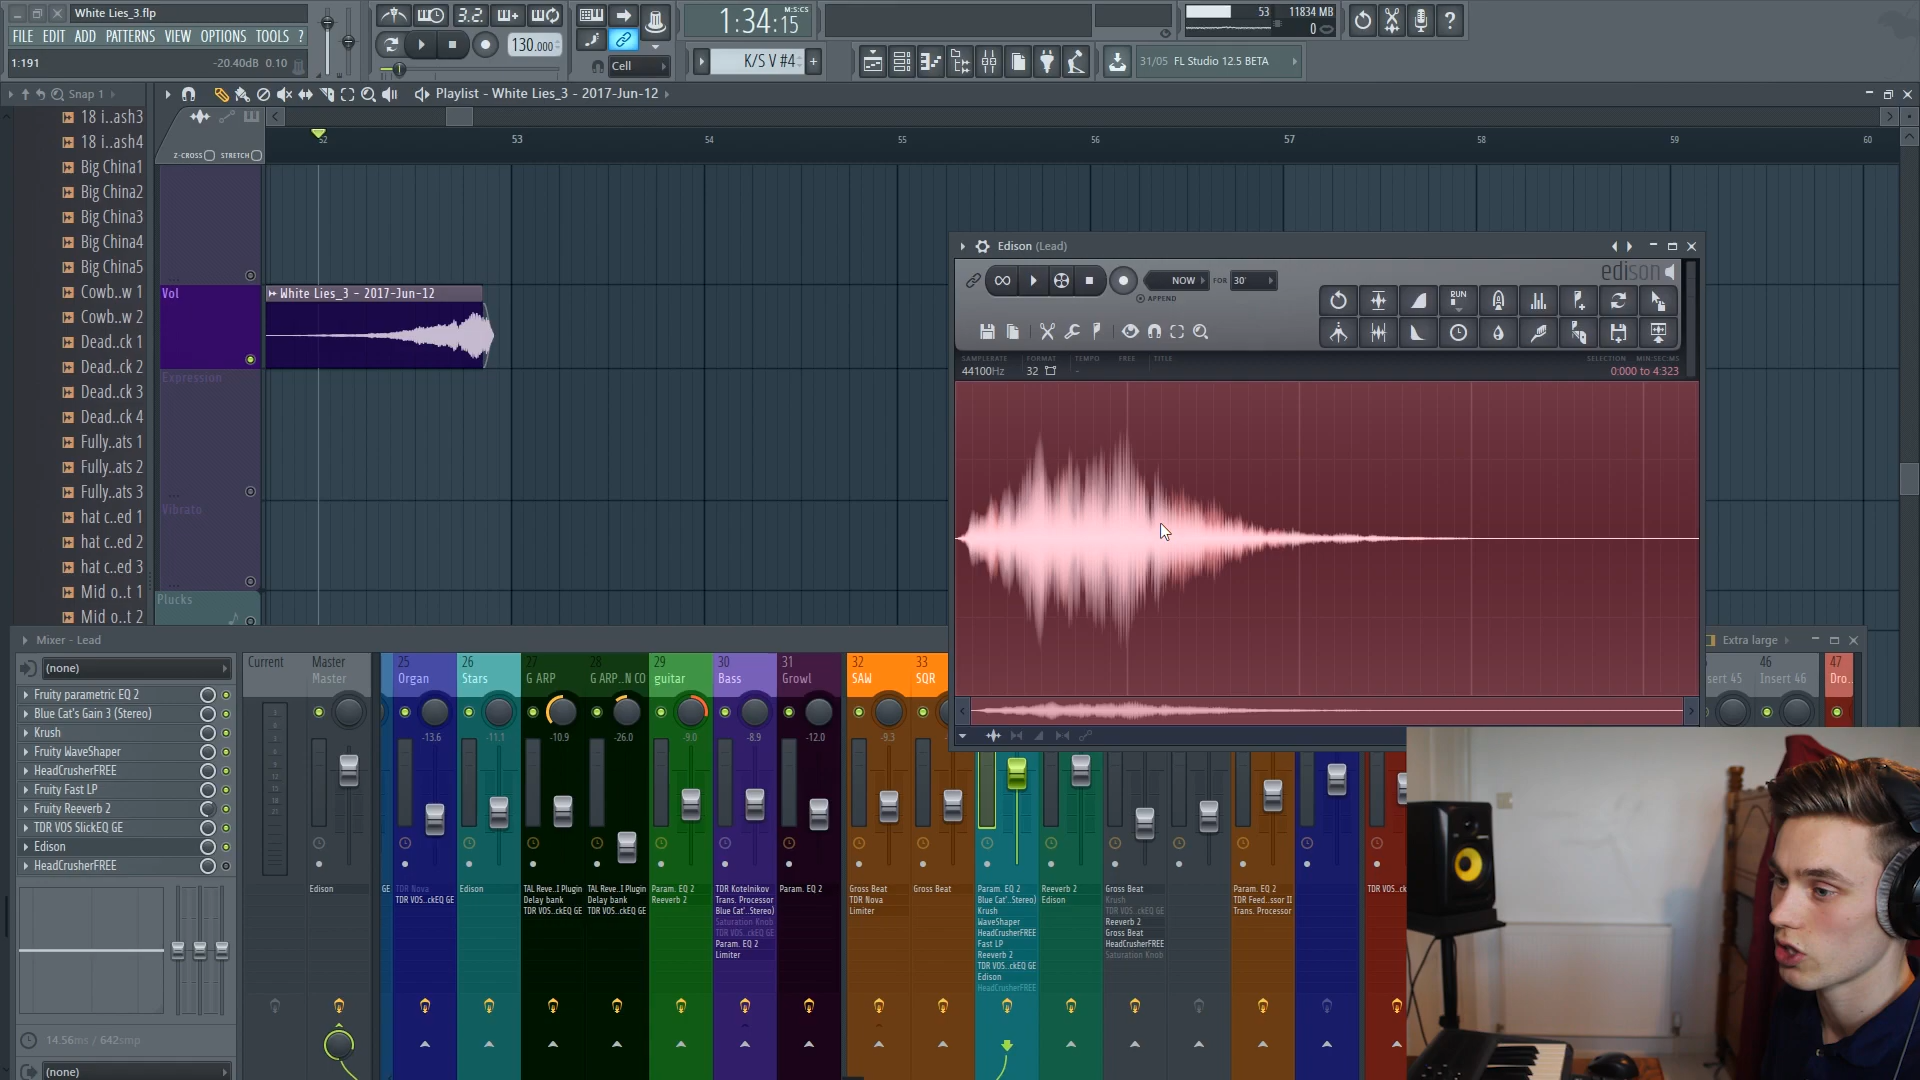 White Lies_3.flp
FILE EDIT ADD PATTERNS VIEW OPTIONS TOOLS ?
1:191 -20.40dB 0.10
3.2.
130.000
Cell
1:34:15
M:S:CS
K/S V #4
53 11834 MB
0
31/05 FL Studio 12.5 BETA
Snap 1
Playlist - White Lies_3 - 2017-Jun-12
Z-CROSS STRETCH
52 53 54 55 56 57 58 59 60
18 i..ash3
18 i..ash4
Big China1
Big China2
Big China3
Big China4
Big China5
Cowb..w 1
Cowb..w 2
Dead..ck 1
Dead..ck 2
Dead..ck 3
Dead..ck 4
Fully..ats 1
Fully..ats 2
Fully..ats 3
hat c..ed 1
hat c..ed 2
hat c..ed 3
Mid o..t 1
Mid o..t 2
Vol
Expression
Vibrato
Plucks
White Lies_3 - 2017-Jun-12
Edison (Lead)
edison
NOW FOR 30'
APPEND
RUN
SAMPLERATE FORMAT TEMPO FREE TITLE SELECTION MIN:SEC:MS
44100Hz 32 - 0:000 to 4:323
Mixer - Lead
Extra large
(none)
Fruity parametric EQ 2
Blue Cat's Gain 3 (Stereo)
Krush
Fruity WaveShaper
HeadCrusherFREE
Fruity Fast LP
Fruity Reeverb 2
TDR VOS SlickEQ GE
Edison
HeadCrusherFREE
14.56ms / 642smp
(none)
Current Master
Master
25 26 27 28 29 30 31 32 33 46 47
Organ Stars G ARP G ARP..N CO guitar Bass Growl SAW SQR sert 45 Insert 46 Dro..
-13.6 -11.1 -10.9 -26.0 -9.0 -8.9 -12.0 -9.3
Edison
GE
TDR Nova
TDR VOS..ckEQ GE
Edison
TAL Reve..I Plugin
Delay bank
TDR VOS..ckEQ GE
TAL Reve..I Plugin
Delay bank
TDR VOS..ckEQ GE
Param. EQ 2
Reeverb 2
TDR Kotelnikov
Trans. Processor
Blue Cat'..Stereo)
Saturation Knob
TDR VOS..ckEQ GE
Param. EQ 2
Limiter
Param. EQ 2
Gross Beat
TDR Nova
Limiter
Gross Beat
Param. EQ 2
Blue Cat'..Stereo)
Krush
WaveShaper
HeadCrusherFREE
Fast LP
Reeverb 2
TDR VOS..ckEQ GE
Edison
HeadCrusherFREE
Reeverb 2
Edison
Gross Beat
Krush
TDR VOS..ckEQ GE
Reeverb 2
Gross Beat
HeadCrusherFREE
Saturation Knob
Param. EQ 2
TDR Feed..ssor II
Trans. Processor
TDR VOS..ck